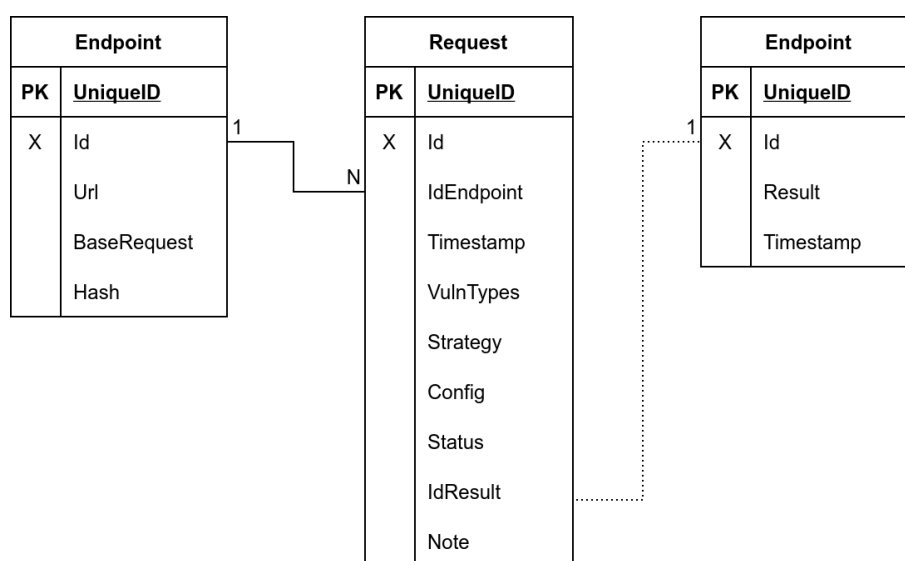 Endpoint
PK UniqueID
X Id
Url
BaseRequest
Hash
1
N
Request
PK UniqueID
X Id
IdEndpoint
Timestamp
VulnTypes
Strategy
Config
Status
IdResult
Note
1
Endpoint
PK UniqueID
X Id
Result
Timestamp